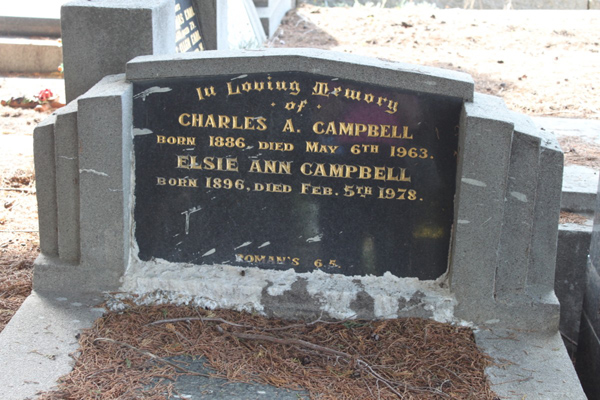 In Loving Memory
· of ·
CHARLES A. CAMPBELL
BORN 1886, DIED MAY 6TH 1963.
ELSIE ANN CAMPBELL
BORN 1896, DIED FEB. 5TH 1978.
ROMAN'S 6.5.